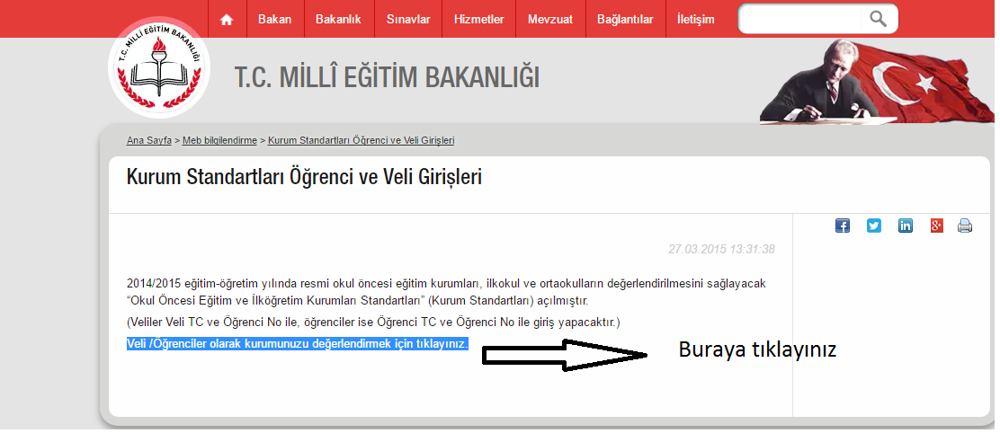 Bakan Bakanlık Sınavlar Hizmetler Mevzuat Bağlantılar İletişim
T.C. MİLLÎ EĞİTİM BAKANLIĞI
T.C. MİLLİ EĞİTİM BAKANLIĞI
Ana Sayfa > Meb bilgilendirme > Kurum Standartları Öğrenci ve Veli Girişleri
Kurum Standartları Öğrenci ve Veli Girişleri
27.03.2015 13:31:38
2014/2015 eğitim-öğretim yılında resmi okul öncesi eğitim kurumları, ilkokul ve ortaokulların değerlendirilmesini sağlayacak
“Okul Öncesi Eğitim ve İlköğretim Kurumları Standartları” (Kurum Standartları) açılmıştır.
(Veliler Veli TC ve Öğrenci No ile, öğrenciler ise Öğrenci TC ve Öğrenci No ile giriş yapacaktır.)
Veli /Öğrenciler olarak kurumunuzu değerlendirmek için tıklayınız.
Buraya tıklayınız